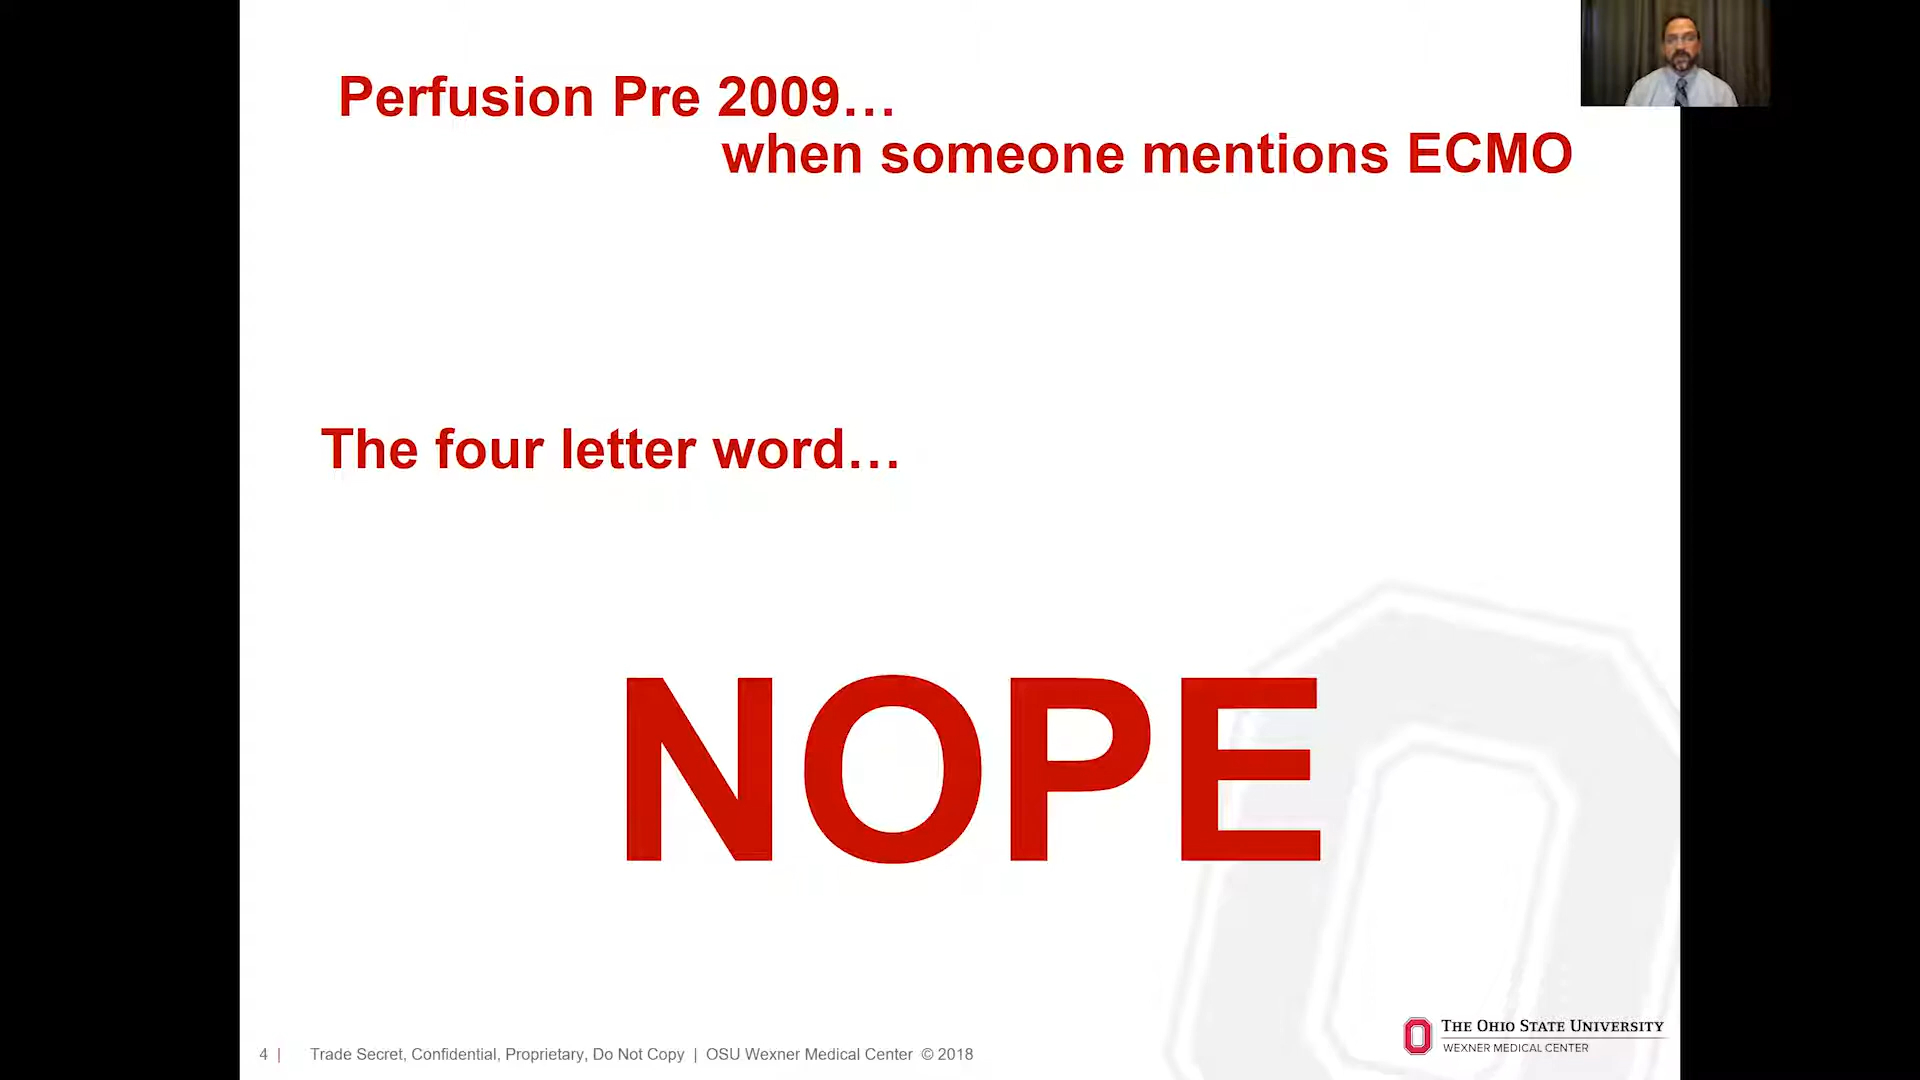 Perfusion Pre 2009…
when someone mentions ECMO
The four letter word…
NOPE
4 | Trade Secret, Confidential, Proprietary, Do Not Copy | OSU Wexner Medical Center © 2018
THE OHIO STATE UNIVERSITY
WEXNER MEDICAL CENTER